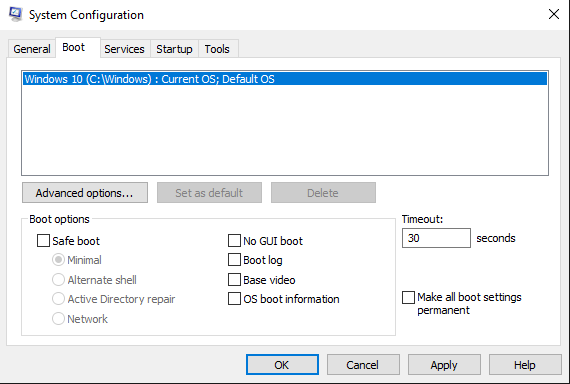 System Configuration
General Boot Services Startup Tools
Windows 10 (C:\Windows) : Current OS; Default OS
Advanced options... Set as default Delete
Boot options
Timeout:
Safe boot No GUI boot
30 seconds
Minimal Boot log
Alternate shell Base video
Active Directory repair OS boot information
Make all boot settings
permanent
Network
OK Cancel Apply Help